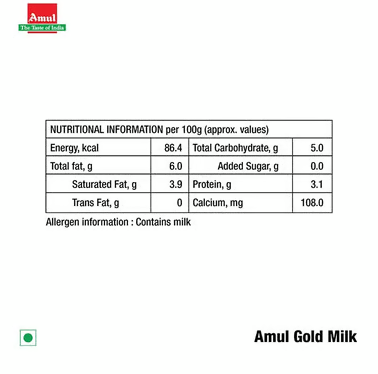 Amul
The Taste of India
NUTRITIONAL INFORMATION per 100g (approx. values)
Energy, kcal 86.4 Total Carbohydrate, g 5.0
Total fat, g 6.0 Added Sugar, g 0.0
Saturated Fat, g 3.9 Protein, g 3.1
Trans Fat, g 0 Calcium, mg 108.0
Allergen information : Contains milk
Amul Gold Milk